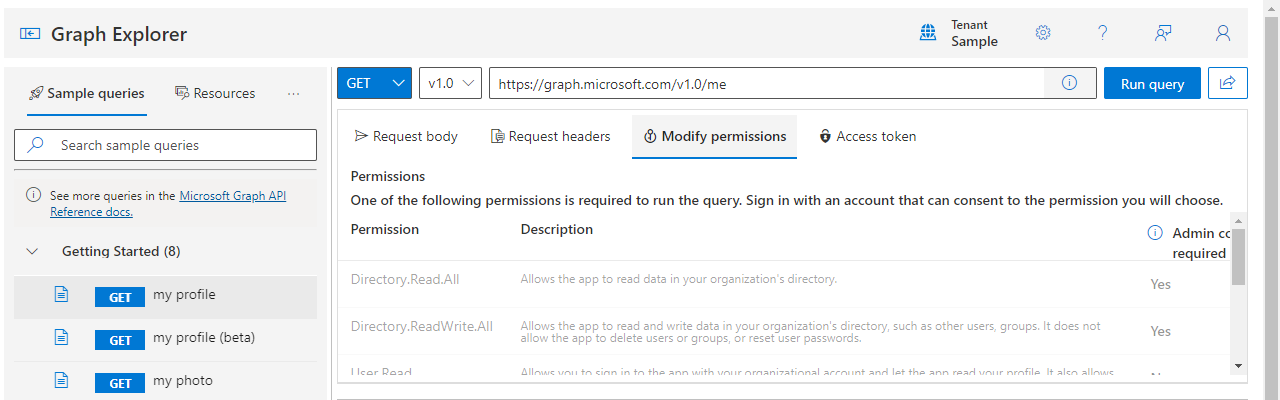 Graph Explorer
Tenant
Sample
Sample queries
Resources
...
Search sample queries
See more queries in the Microsoft Graph API
Reference docs.
Getting Started (8)
GET my profile
GET my profile (beta)
GET my photo
GET v1.0 https://graph.microsoft.com/v1.0/me Run query
Request body Request headers Modify permissions Access token
Permissions
One of the following permissions is required to run the query. Sign in with an account that can consent to the permission you will choose.
Permission Description Admin co
required
Directory.Read.All Allows the app to read data in your organization's directory. Yes
Directory.ReadWrite.All Allows the app to read and write data in your organization's directory, such as other users, groups. It does not Yes
allow the app to delete users or groups, or reset user passwords.
User.Read Allows you to sign in to the app with your organizational account and let the app read your profile. It also allows